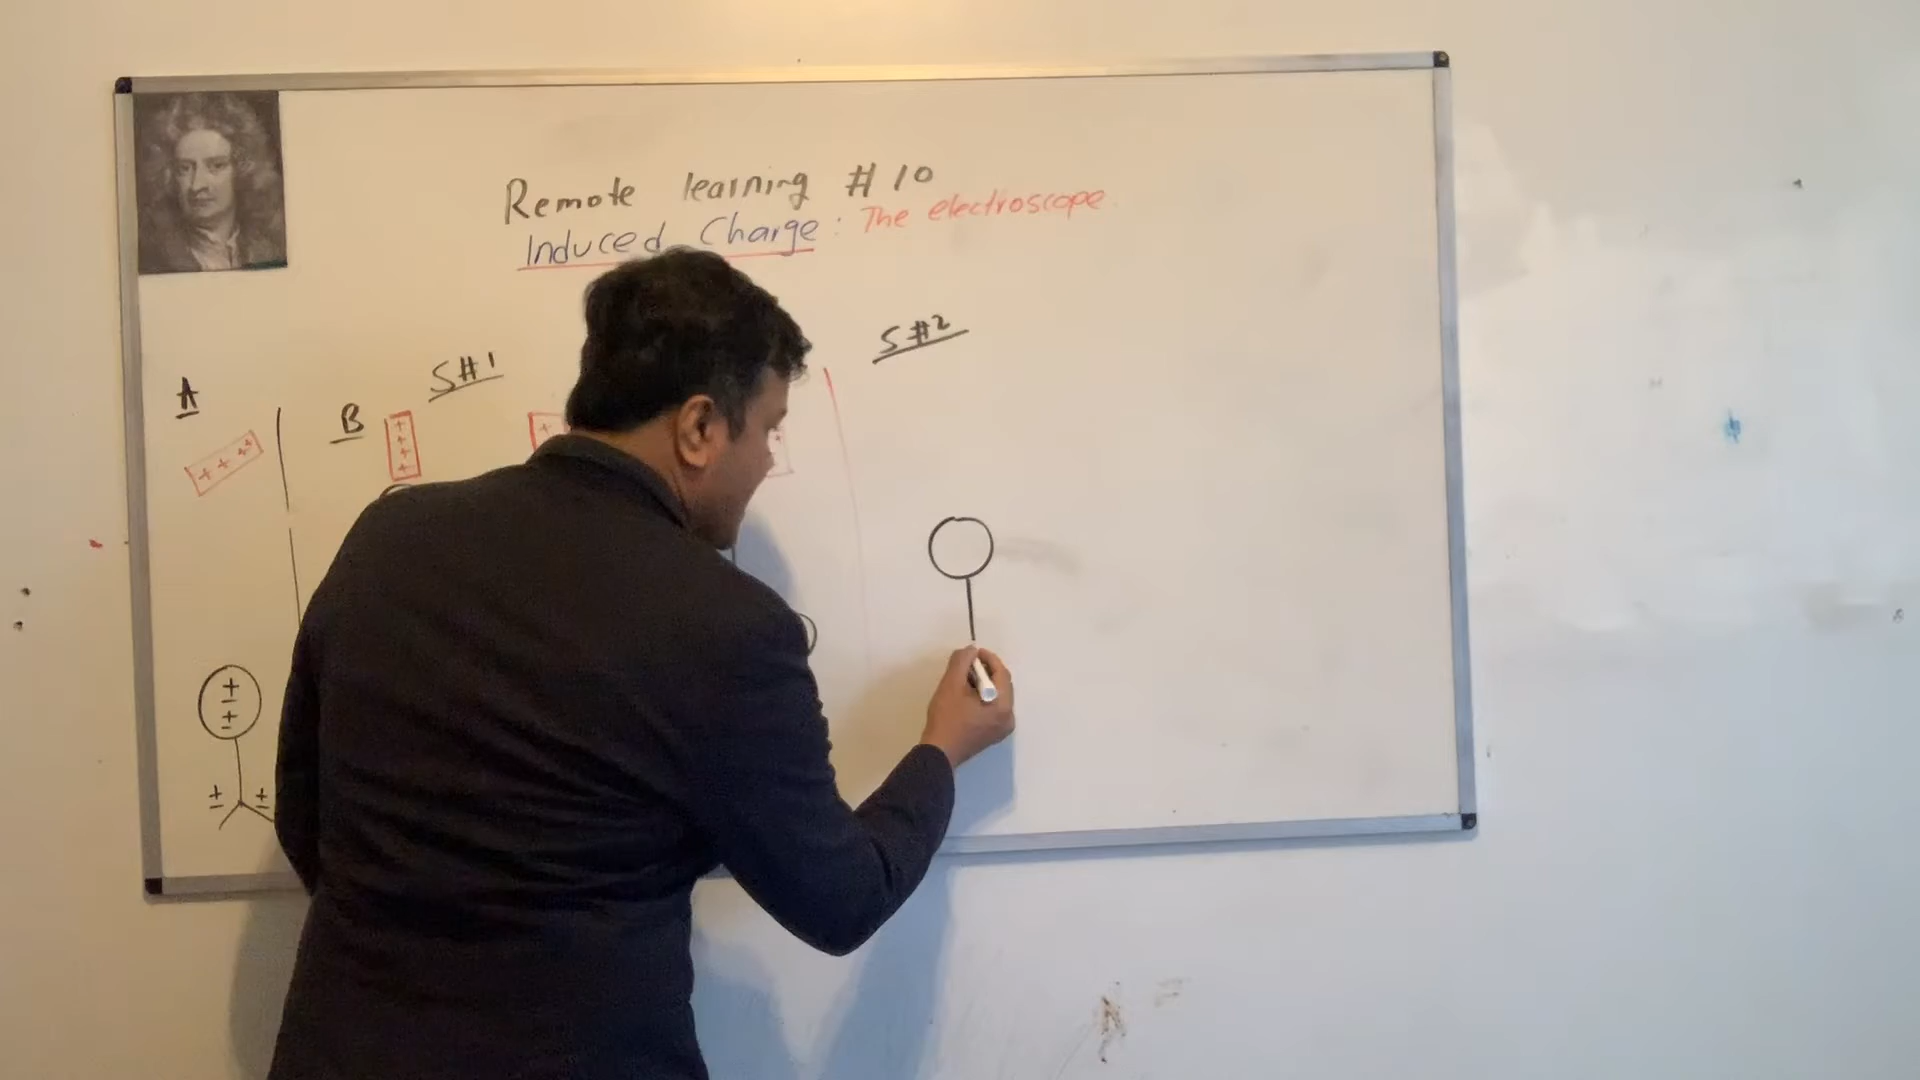 Remote learning #10
Induced Charge: The electroscope.
S#1
S#2
A
B
+ + + +
+
+
+
+
+
±
±
± ±